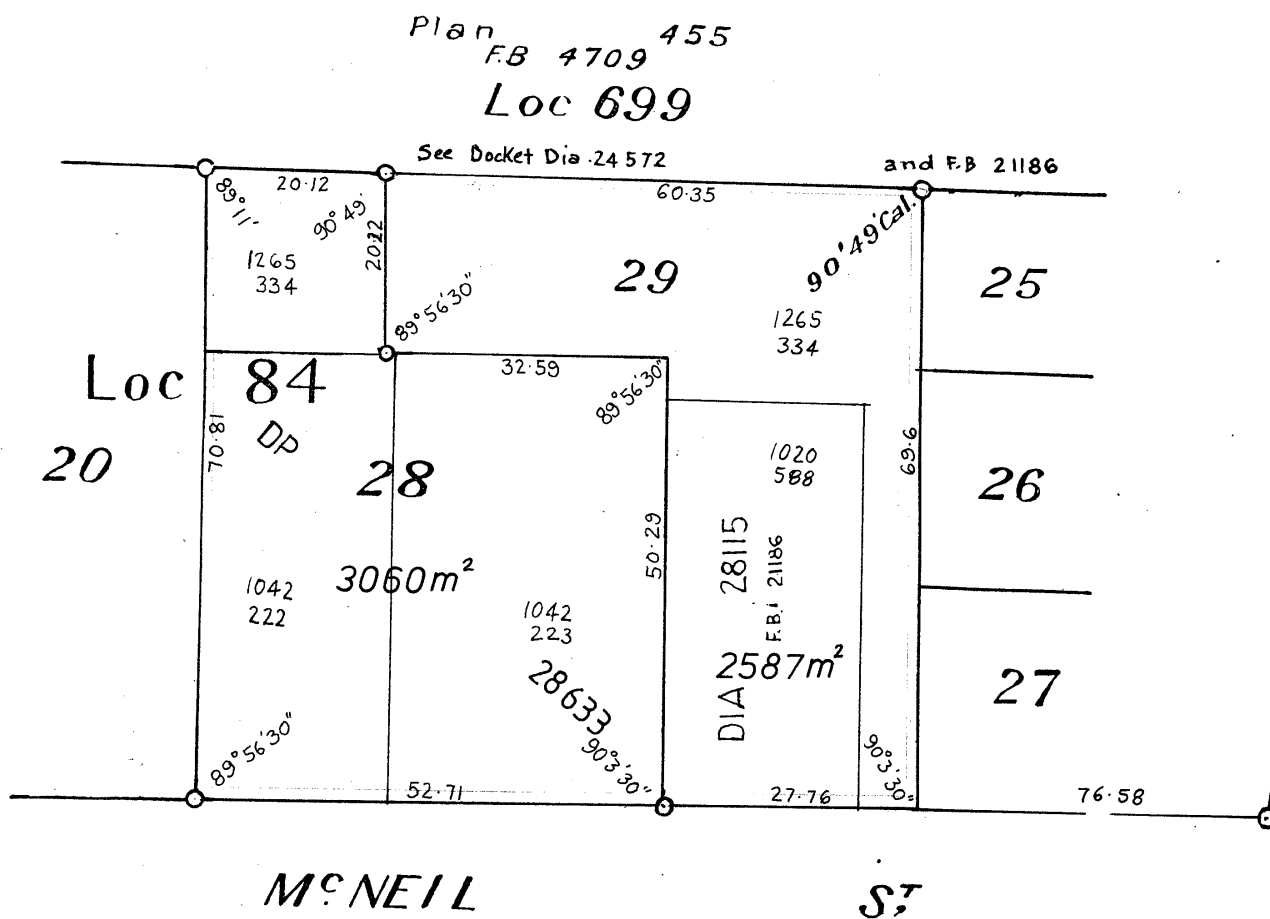 Plan 455
F.B 4709
Loc 699
See Docket Dia. 24572 and F.B 21186
20.12
60.35
89°11'
90°49'
20.12
90°49' Cal.
1265
334
29
25
89°56'30"
1265
334
32.59
Loc 84
DP
89°56'30"
70.81
20
28
1020
588
69.6
26
50.29
DIA 28115
F.B. 21186
3060m²
1042
222
1042
223
2587m²
28633
27
89°56'30"
90°3'30"
90°3'30"
52.71
27.76
76.58
McNEIL ST.